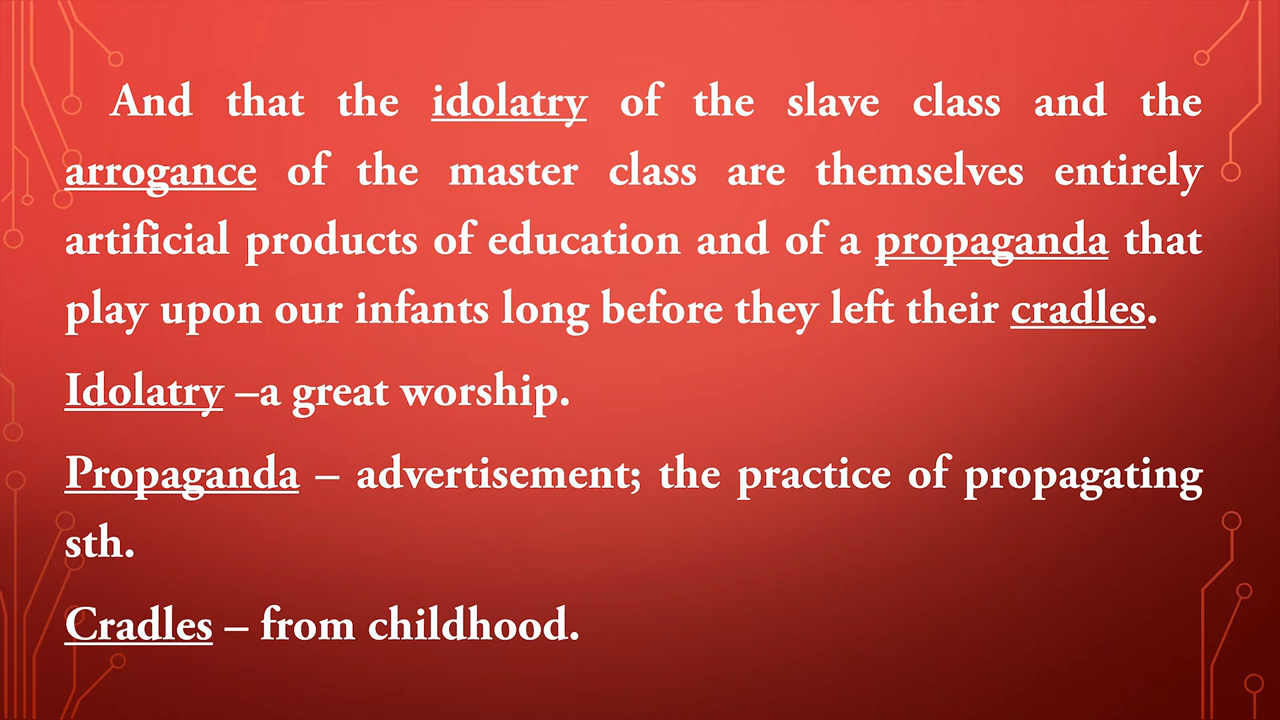 And that the idolatry of the slave class and the
arrogance of the master class are themselves entirely
artificial products of education and of a propaganda that
play upon our infants long before they left their cradles.
Idolatry –a great worship.
Propaganda – advertisement; the practice of propagating
sth.
Cradles – from childhood.